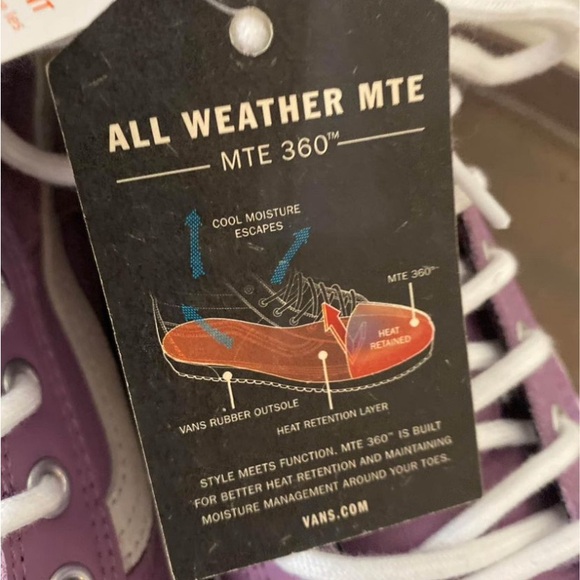 ALL WEATHER MTE
MTE 360™
COOL MOISTURE
ESCAPES
MTE 360™
HEAT
RETAINED
VANS RUBBER OUTSOLE
HEAT RETENTION LAYER
STYLE MEETS FUNCTION. MTE 360™ IS BUILT
FOR BETTER HEAT RETENTION AND MAINTAINING
MOISTURE MANAGEMENT AROUND YOUR TOES.
VANS.COM